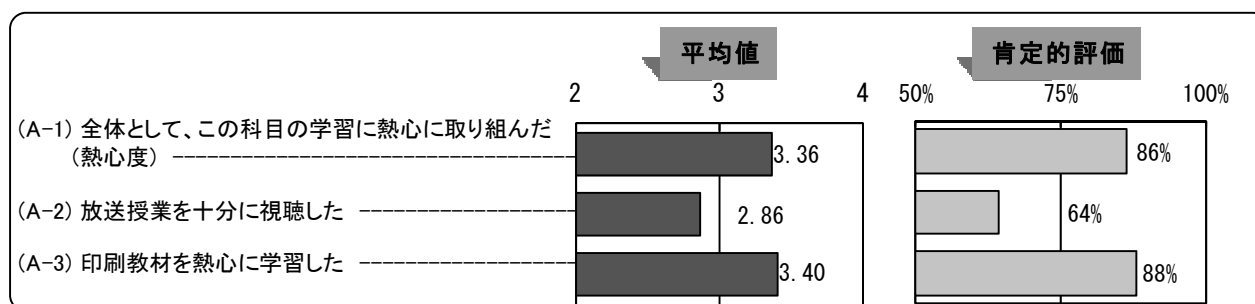 平均値 肯定的評価
2 3 4 50% 75% 100%
(A-1) 全体として、この科目の学習に熱心に取り組んだ
(熱心度) 3.36 86%
(A-2) 放送授業を十分に視聴した 2.86 64%
(A-3) 印刷教材を熱心に学習した 3.40 88%